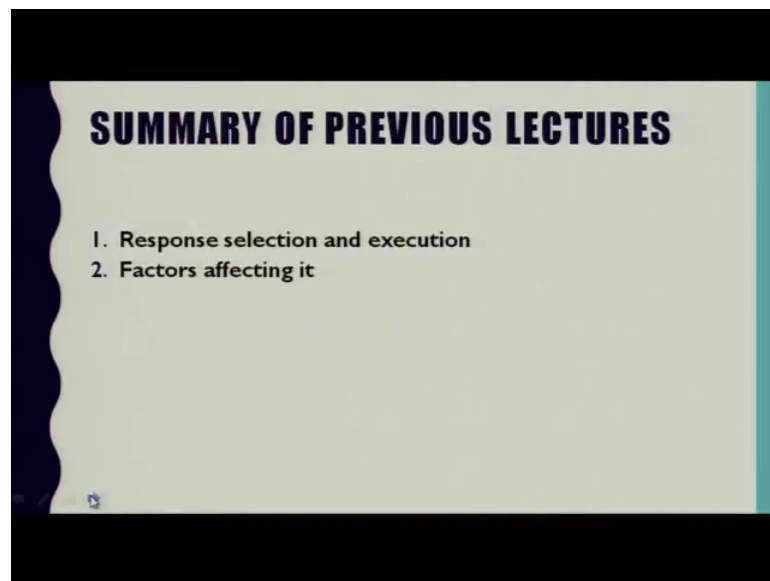 SUMMARY OF PREVIOUS LECTURES
1. Response selection and execution
2. Factors affecting it